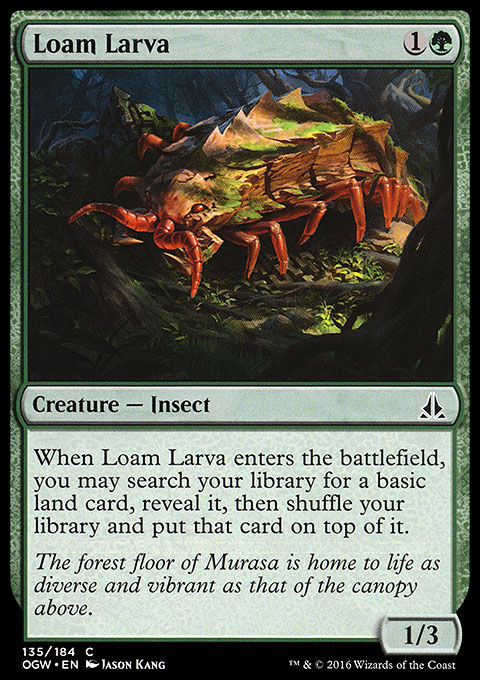 Loam Larva 1
Creature — Insect
When Loam Larva enters the battlefield,
you may search your library for a basic
land card, reveal it, then shuffle your
library and put that card on top of it.
The forest floor of Murasa is home to life as
diverse and vibrant as that of the canopy
above.
1/3
135/184 C
OGW • EN Jason Kang
™ & © 2016 Wizards of the Coast